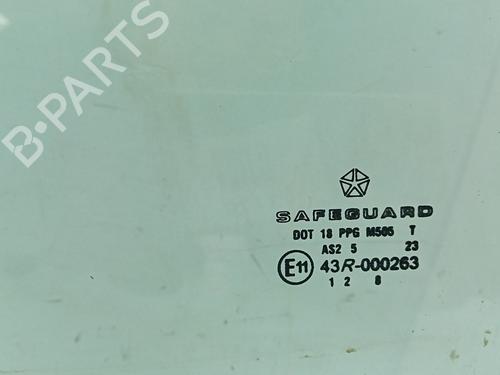 B-PARTS
SAFEGUARD
DOT 18 PPG M505 T
AS2 5 23
E11 43R-000263
1 2 8